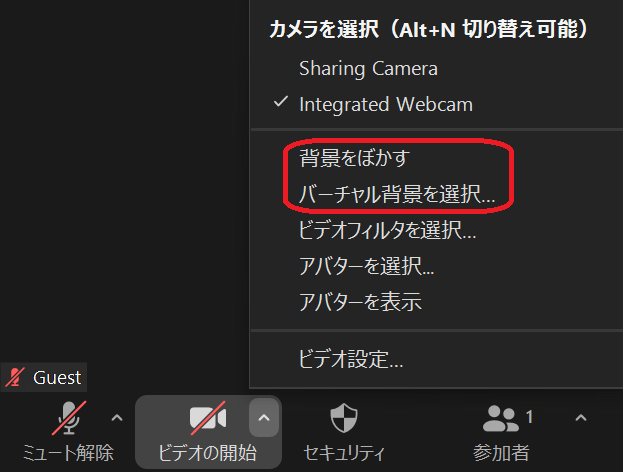 カメラを選択（Alt+N 切り替え可能）
Sharing Camera
Integrated Webcam
背景をぼかす
バーチャル背景を選択...
ビデオフィルタを選択...
アバターを選択...
アバターを表示
ビデオ設定...
Guest
ミュート解除
ビデオの開始
セキュリティ
1
参加者